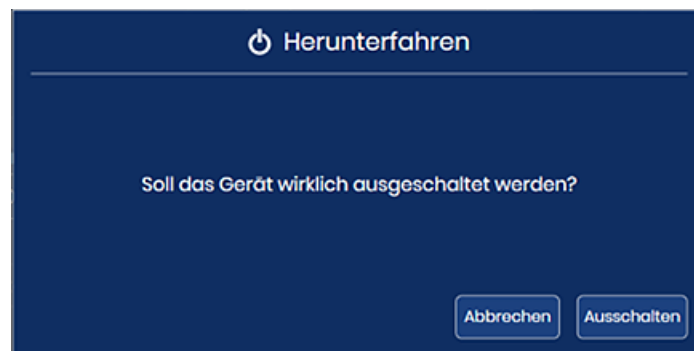 Herunterfahren
Soll das Gerät wirklich ausgeschaltet werden?
Abbrechen Ausschalten